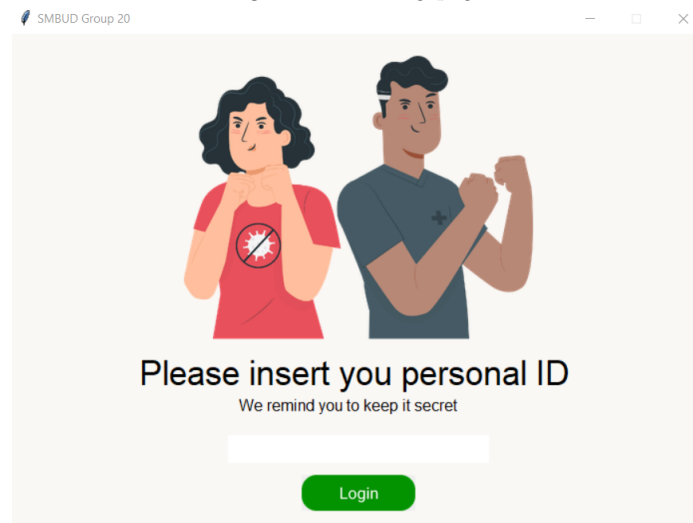 SMBUD Group 20
Please insert you personal ID
We remind you to keep it secret
Login